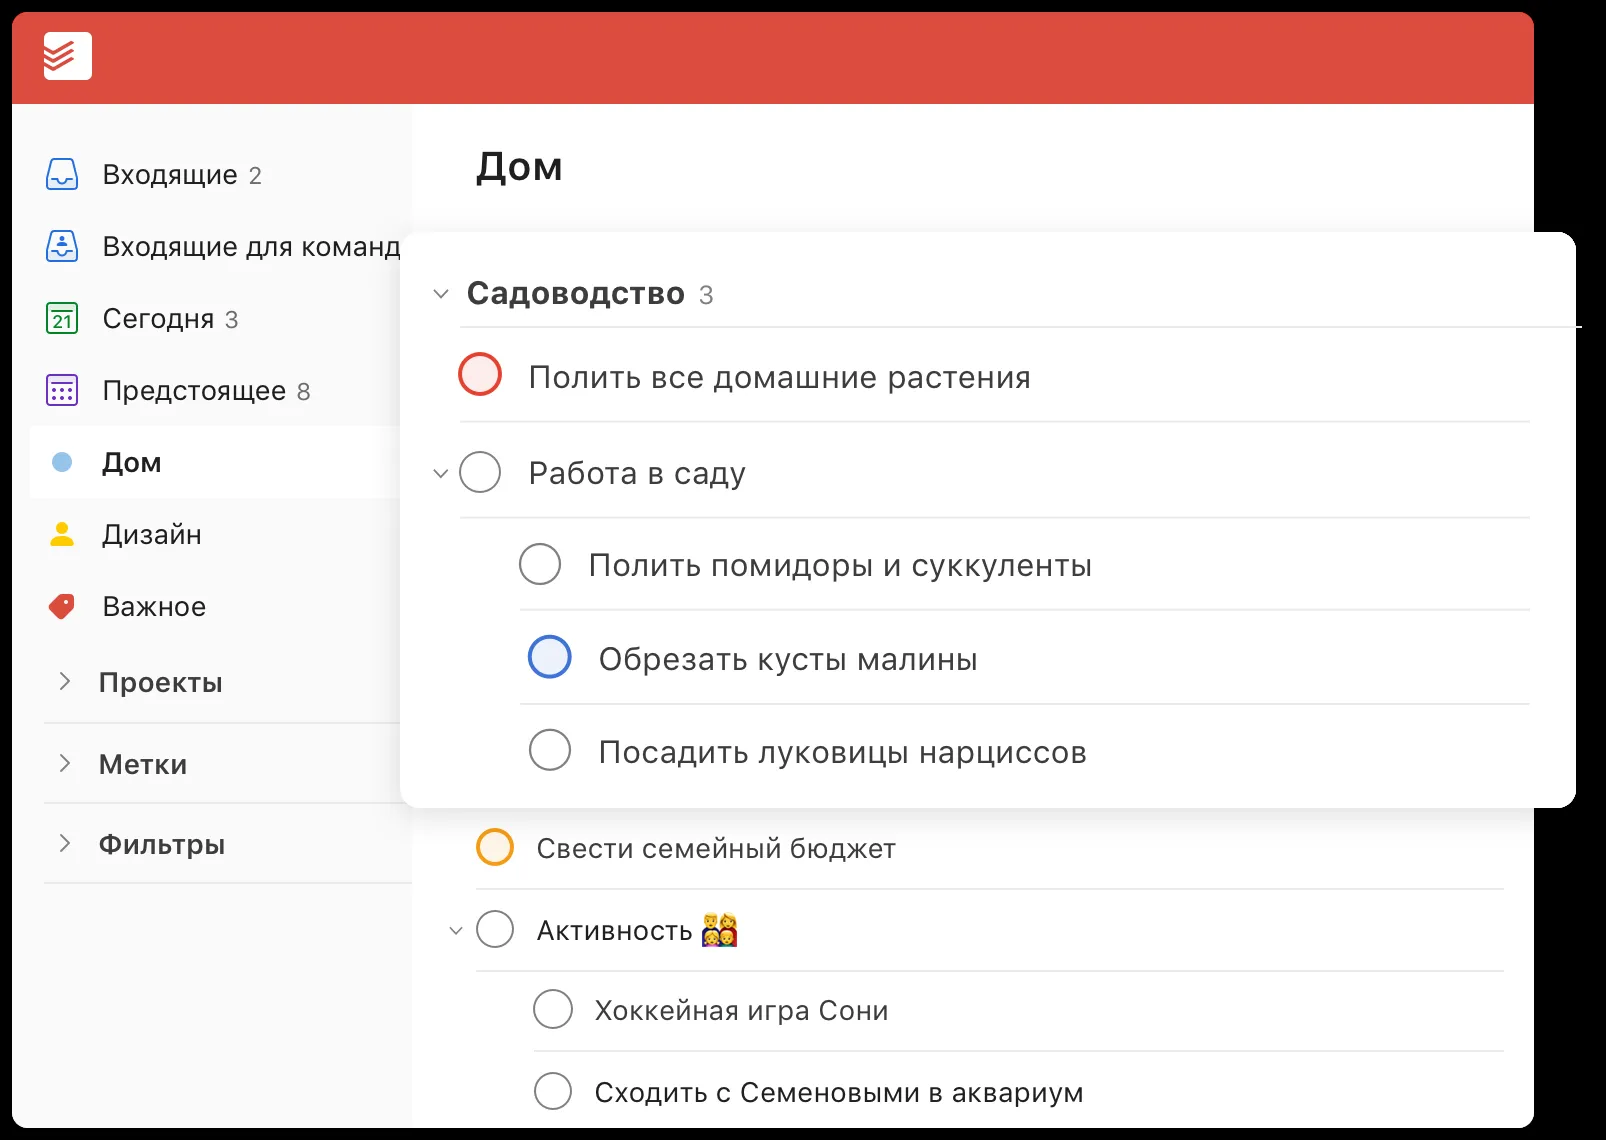 Входящие 2
Входящие для команд
21 Сегодня 3
Предстоящее 8
Дом
Дизайн
Важное
Проекты
Метки
Фильтры
Дом
Садоводство 3
Полить все домашние растения
Работа в саду
Полить помидоры и суккуленты
Обрезать кусты малины
Посадить луковицы нарциссов
Свести семейный бюджет
Активность 👨‍👩‍👧‍👦
Хоккейная игра Сони
Сходить с Семеновыми в аквариум